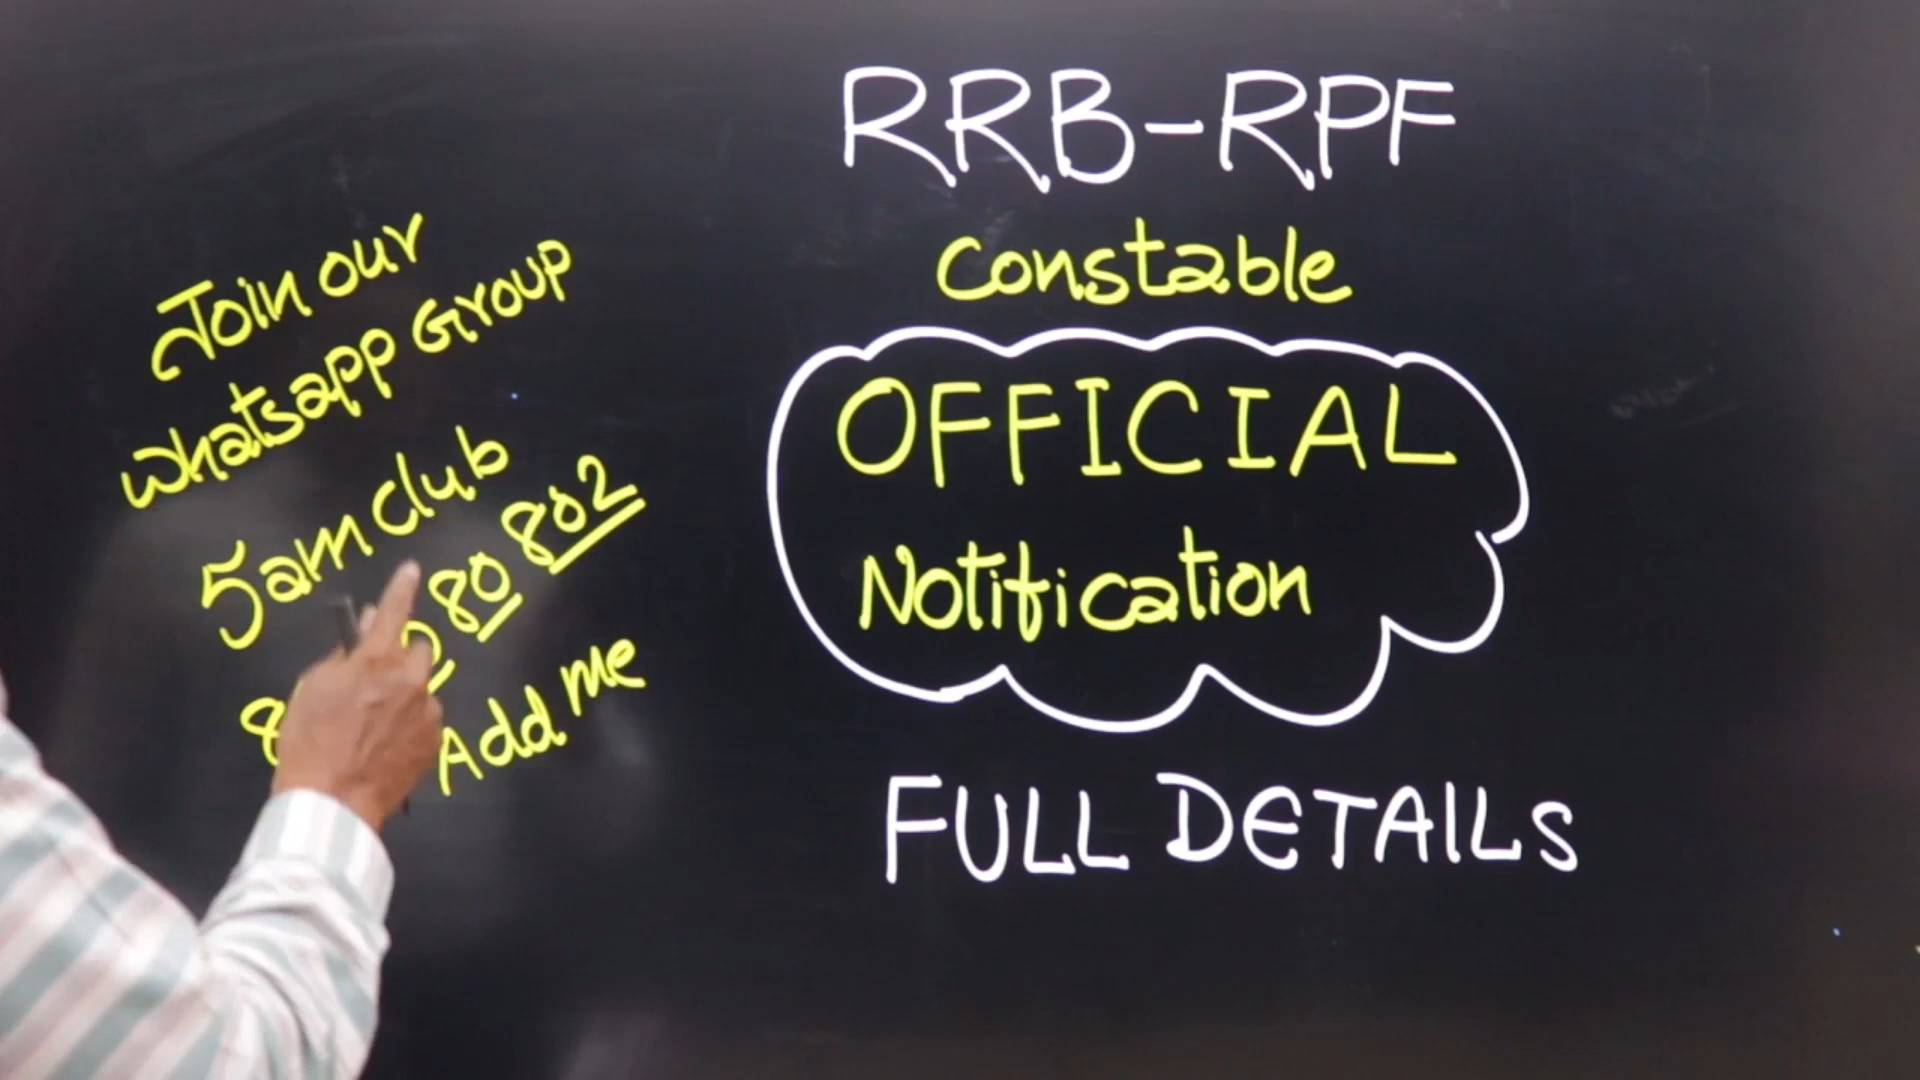 RRB-RPF
Constable
OFFICIAL
Notification
FULL DETAILS
Join our
Whatsapp Group
5am club
80 802
Add me